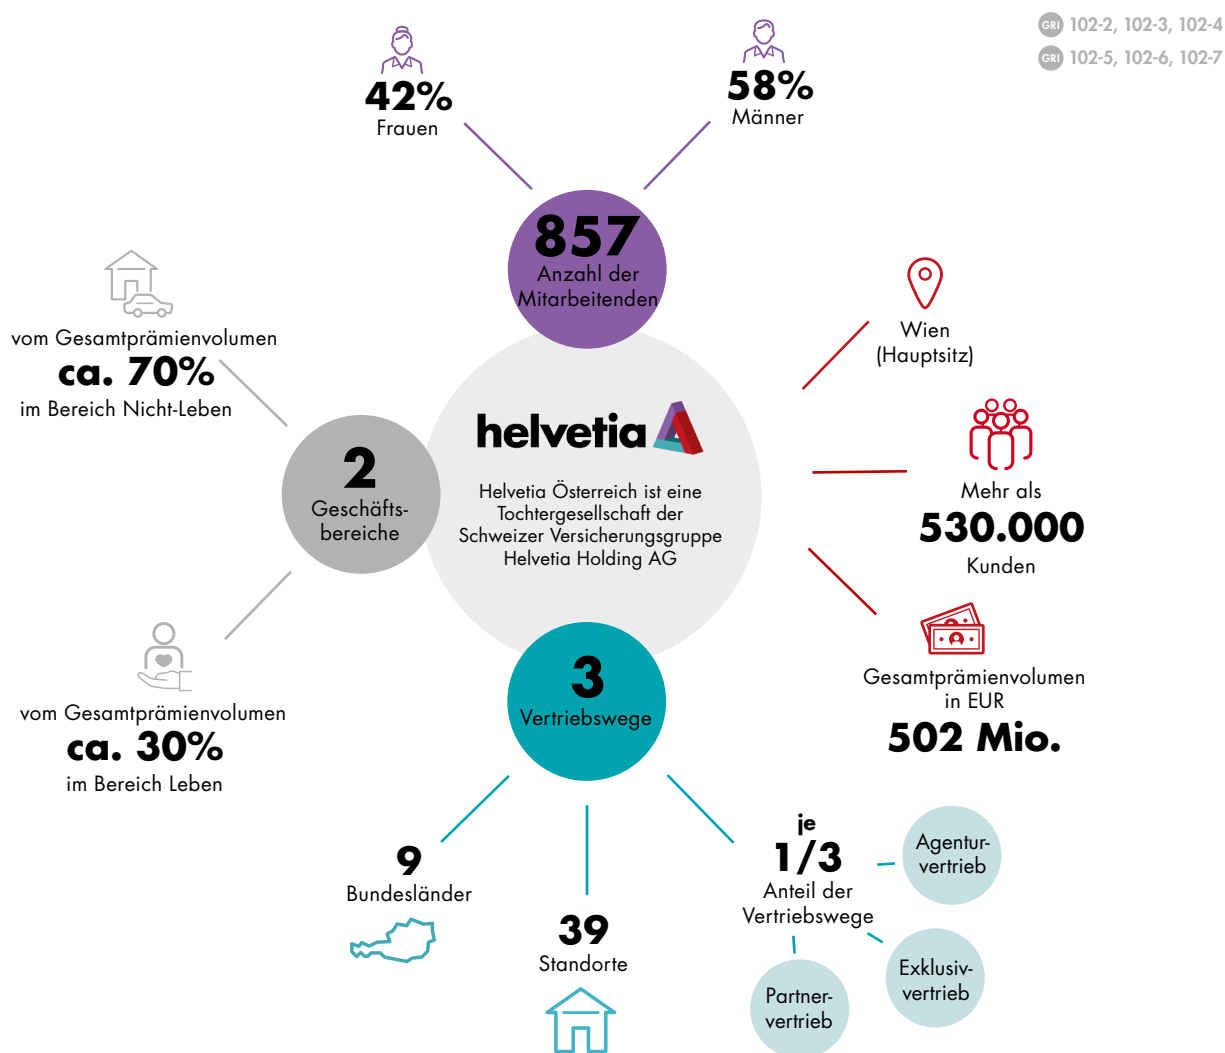 GRI 102-2, 102-3, 102-4
GRI 102-5, 102-6, 102-7
42%
Frauen
58%
Männer
857
Anzahl der
Mitarbeitenden
vom Gesamtprämienvolumen
ca. 70%
im Bereich Nicht-Leben
2
Geschäfts-
bereiche
vom Gesamtprämienvolumen
ca. 30%
im Bereich Leben
helvetia
Helvetia Österreich ist eine
Tochtergesellschaft der
Schweizer Versicherungsgruppe
Helvetia Holding AG
Wien
(Hauptsitz)
Mehr als
530.000
Kunden
Gesamtprämienvolumen
in EUR
502 Mio.
3
Vertriebswege
9
Bundesländer
39
Standorte
je
1/3
Anteil der
Vertriebswege
Agentur-
vertrieb
Exklusiv-
vertrieb
Partner-
vertrieb